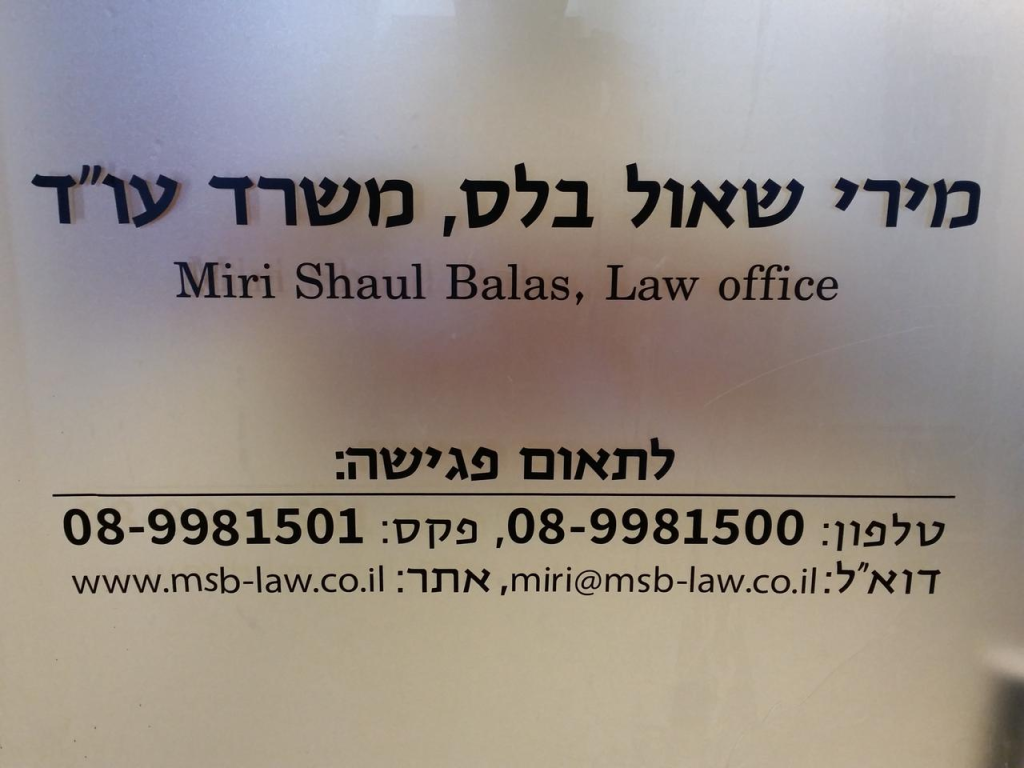 מירי שאול בלס, משרד עו"ד
Miri Shaul Balas, Law office
לתאום פגישה:
טלפון: 08-9981500, פקס: 08-9981501
דוא"ל: miri@msb-law.co.il, אתר: www.msb-law.co.il